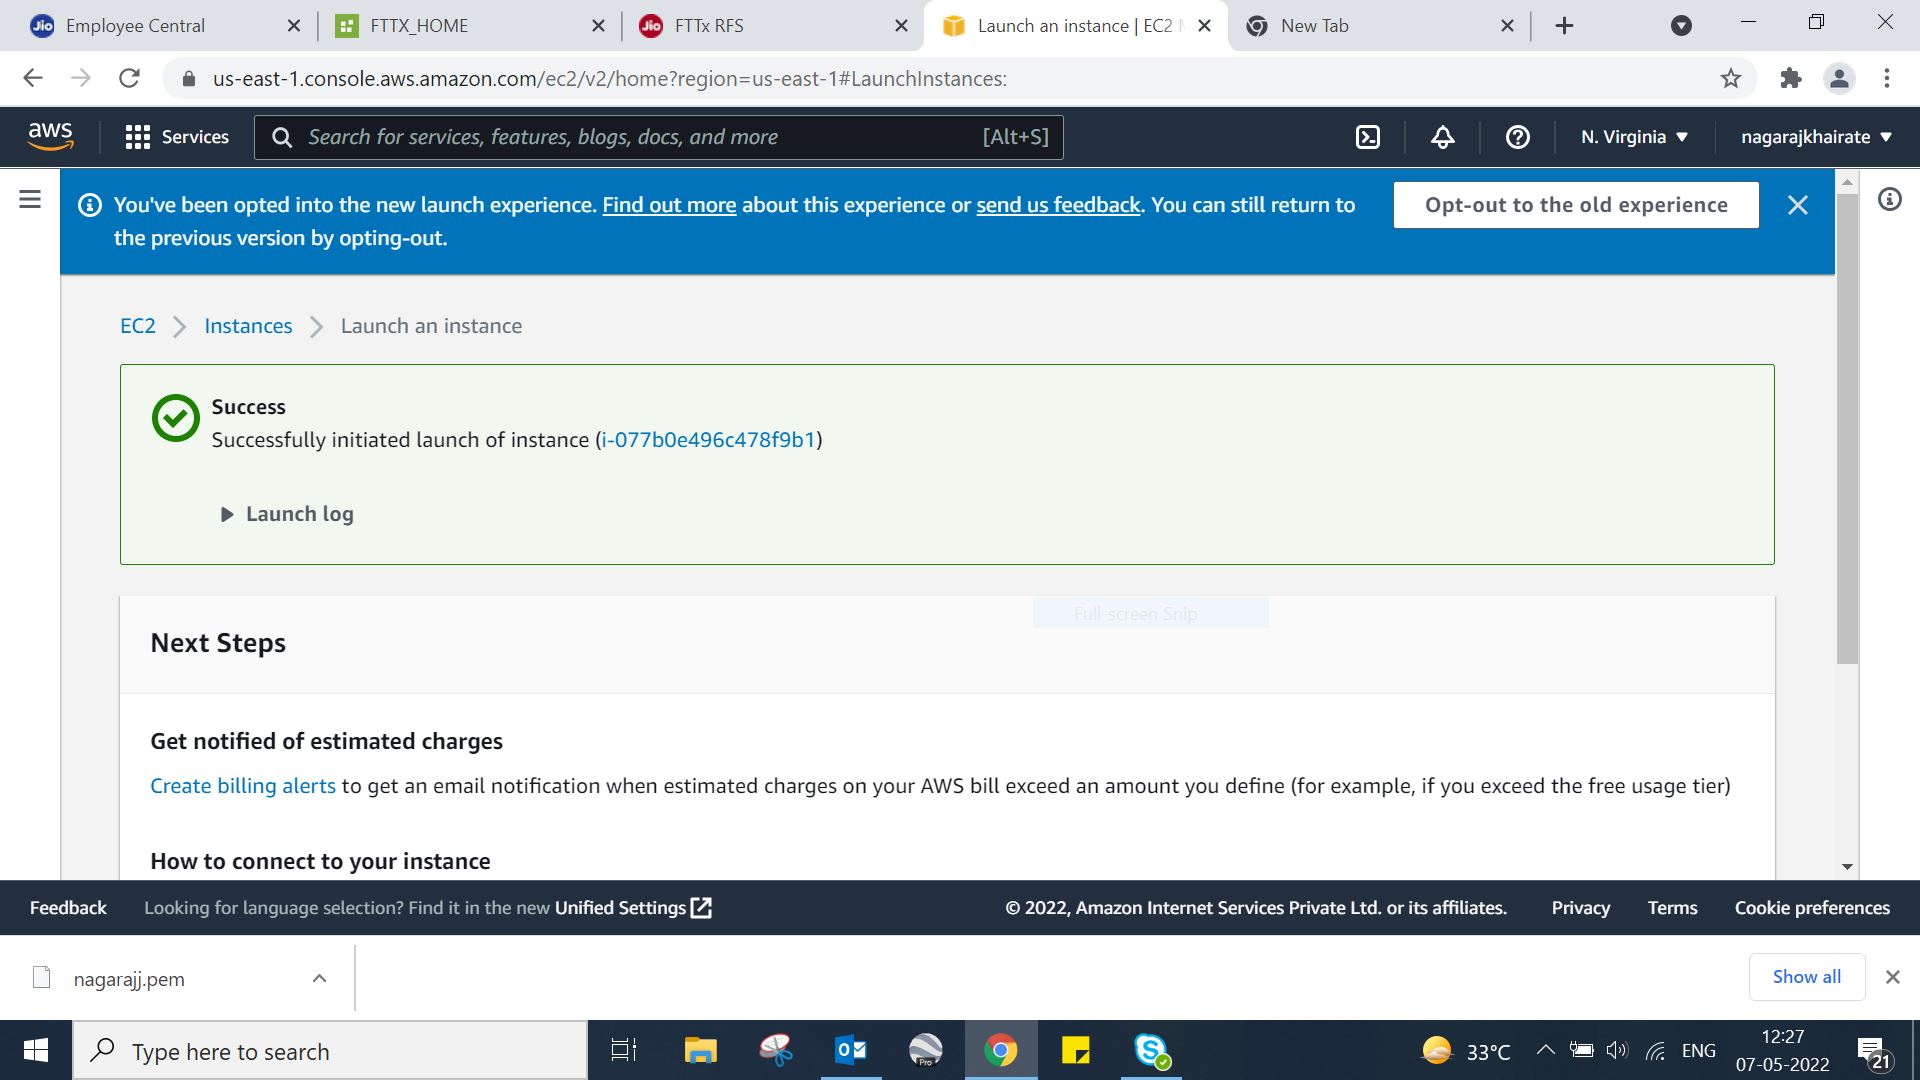 Employee Central
FTTX_HOME
FTTx RFS
Launch an instance | EC2
New Tab
us-east-1.console.aws.amazon.com/ec2/v2/home?region=us-east-1#LaunchInstances:
aws
Services
Search for services, features, blogs, docs, and more
[Alt+S]
N. Virginia
nagarajkhairate
You've been opted into the new launch experience. Find out more about this experience or send us feedback. You can still return to
the previous version by opting-out.
Opt-out to the old experience
EC2
Instances
Launch an instance
Success
Successfully initiated launch of instance (i-077b0e496c478f9b1)
Launch log
Full-screen Snip
Next Steps
Get notified of estimated charges
Create billing alerts to get an email notification when estimated charges on your AWS bill exceed an amount you define (for example, if you exceed the free usage tier)
How to connect to your instance
Feedback
Looking for language selection? Find it in the new Unified Settings
© 2022, Amazon Internet Services Private Ltd. or its affiliates.
Privacy
Terms
Cookie preferences
nagarajj.pem
Show all
Type here to search
Pro
33°C
ENG
12:27
07-05-2022
21